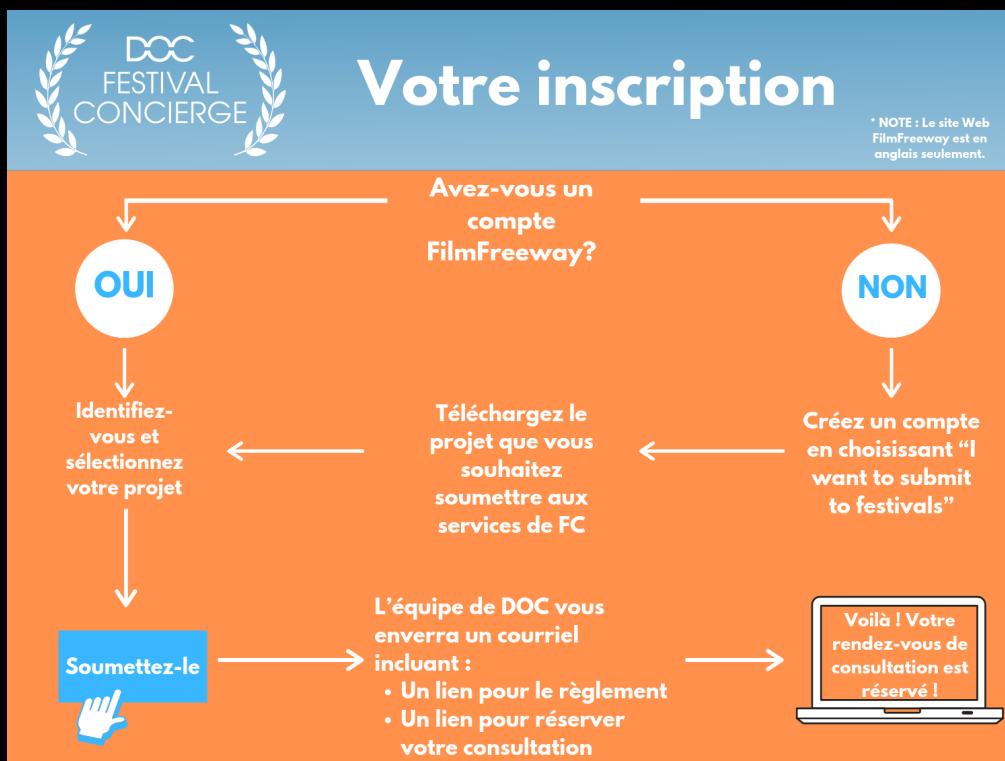 DOC
FESTIVAL
CONCIERGE
Votre inscription
* NOTE : Le site Web
FilmFreeway est en
anglais seulement.
Avez-vous un
compte
FilmFreeway?
OUI
NON
Identifiez-
vous et
sélectionnez
votre projet
Téléchargez le
projet que vous
souhaitez
soumettre aux
services de FC
Créez un compte
en choisissant “I
want to submit
to festivals”
Soumettez-le
L’équipe de DOC vous
enverra un courriel
incluant :
• Un lien pour le règlement
• Un lien pour réserver
votre consultation
Voilà ! Votre
rendez-vous de
consultation est
réservé !